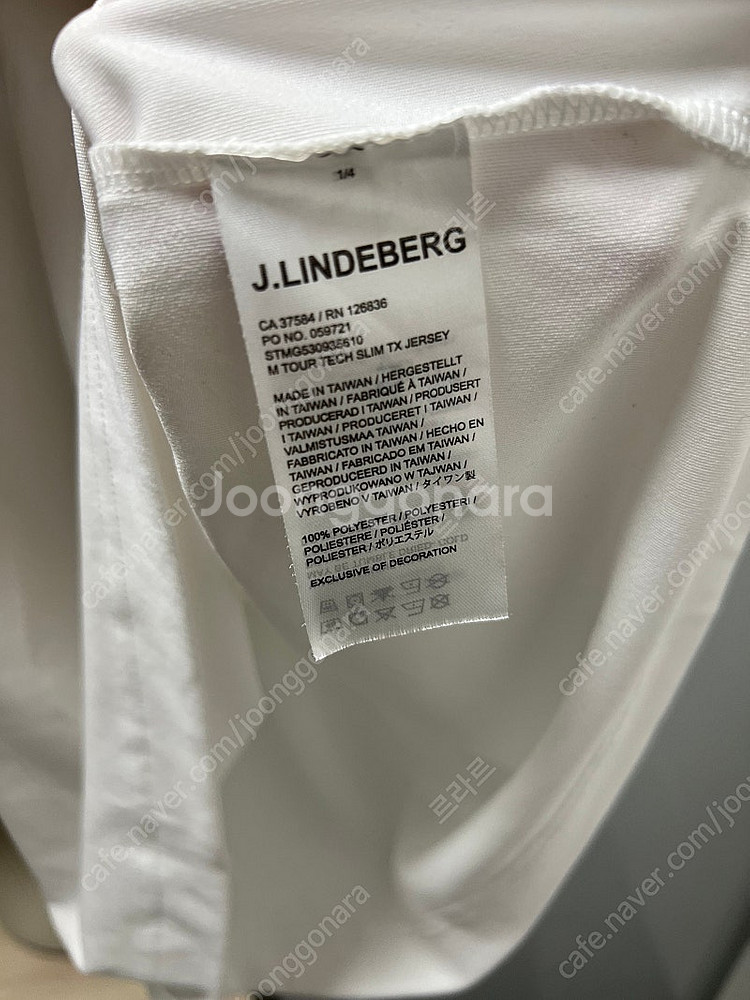 1/4
J.LINDEBERG
CA 37584 / RN 126836
PO NO. 059721
STMG530935610
M TOUR TECH SLIM TX JERSEY
MADE IN TAIWAN / HERGESTELLT
IN TAIWAN / FABRIQUÉ À TAIWAN /
PRODUCERAD I TAIWAN / PRODUSERT
I TAIWAN / PRODUCERET I TAIWAN /
VALMISTUSMAA TAIWAN /
FABBRICATO IN TAIWAN / HECHO EN
TAIWAN / FABRICADO EM TAIWAN /
GEPRODUCEERD IN TAIWAN /
WYPRODUKOWANO W TAJWAN /
VYROBENO V TAIWAN / タイワン製
100% POLYESTER / POLYESTERI /
POLIESTERE / POLIÉSTER /
POLIESTER / ポリエステル
EXCLUSIVE OF DECORATION
Joonggonara
cafe.naver.com/joonggonara
로라르